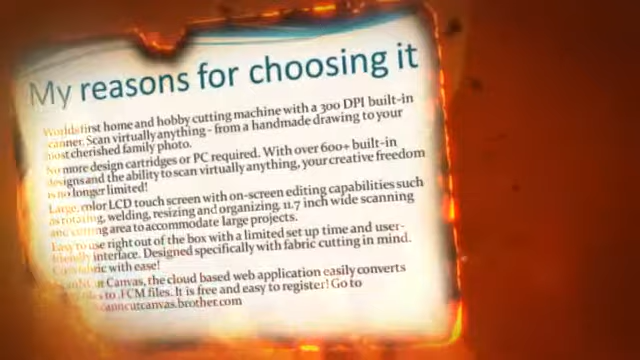 My reasons for choosing it
Worlds first home and hobby cutting machine with a 300 DPI built-in
scanner. Scan virtually anything - from a handmade drawing to your
most cherished family photo.
No more design cartridges or PC required. With over 600+ built-in
designs and the ability to scan virtually anything, your creative freedom
is no longer limited!
Large, color LCD touch screen with on-screen editing capabilities such
as rotating, welding, resizing and organizing. 11.7 inch wide scanning
and cutting area to accommodate large projects.
Easy to use right out of the box with a limited set up time and user-
friendly interface. Designed specifically with fabric cutting in mind.
Cut fabric with ease!
ScanNCut Canvas, the cloud based web application easily converts
files to .FCM files. It is free and easy to register! Go to
scanncutcanvas.brother.com